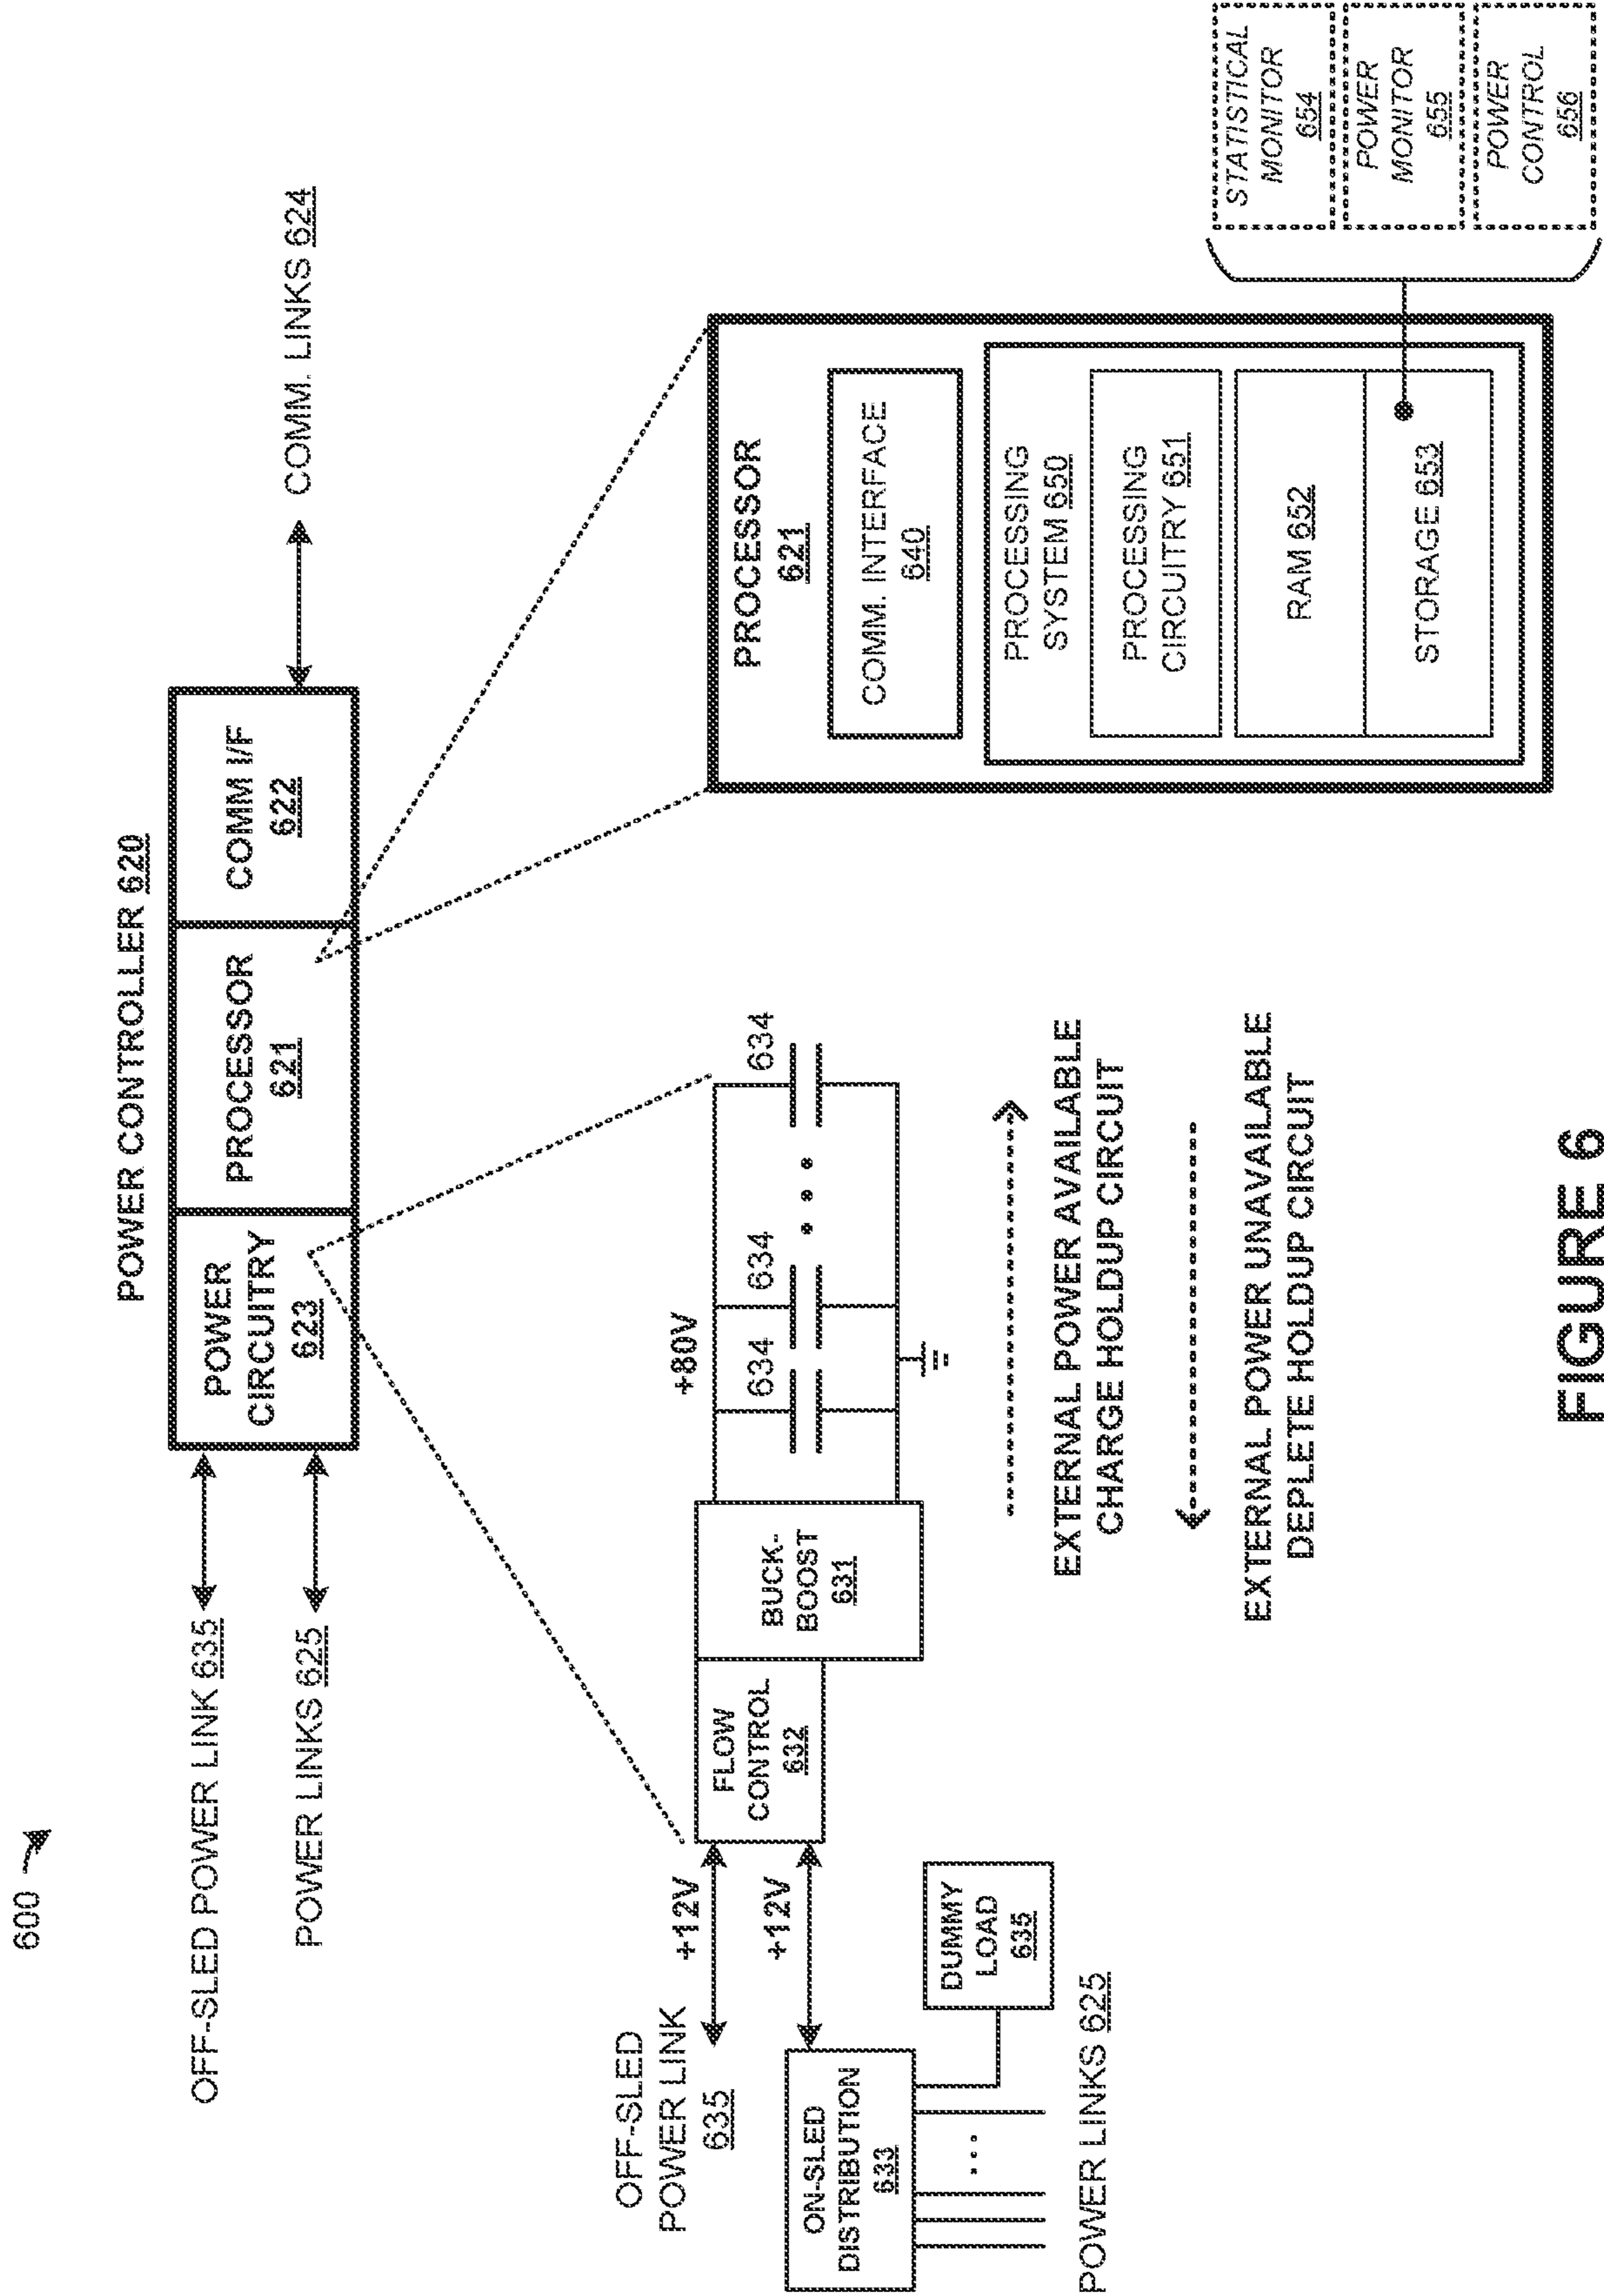 600
POWER CONTROLLER 620
OFF-SLED POWER LINK 635
POWER LINKS 625
POWER
CIRCUITRY
623
PROCESSOR
621
COMM I/F
622
COMM. LINKS 624
OFF-SLED
POWER LINK
635
+12V
+12V
FLOW
CONTROL
632
BUCK-
BOOST
631
+80V
634
634
634
ON-SLED
DISTRIBUTION
633
DUMMY
LOAD
635
POWER LINKS 625
EXTERNAL POWER AVAILABLE
CHARGE HOLDUP CIRCUIT
EXTERNAL POWER UNAVAILABLE
DEPLETE HOLDUP CIRCUIT
PROCESSOR
621
COMM. INTERFACE
640
PROCESSING
SYSTEM 650
PROCESSING
CIRCUITRY 651
RAM 652
STORAGE 653
STATISTICAL
MONITOR
654
POWER
MONITOR
655
POWER
CONTROL
656
FIGURE 6